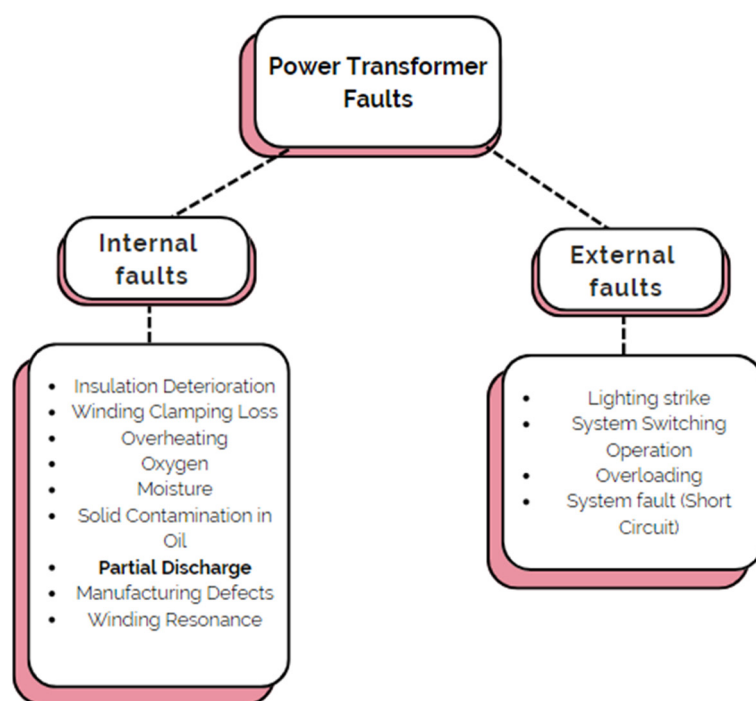 Power Transformer
Faults
Internal
faults
External
faults
• Insulation Deterioration
• Winding Clamping Loss
• Overheating
• Oxygen
• Moisture
• Solid Contamination in
Oil
• Partial Discharge
• Manufacturing Defects
• Winding Resonance
• Lighting strike
• System Switching
Operation
• Overloading
• System fault (Short
Circuit)